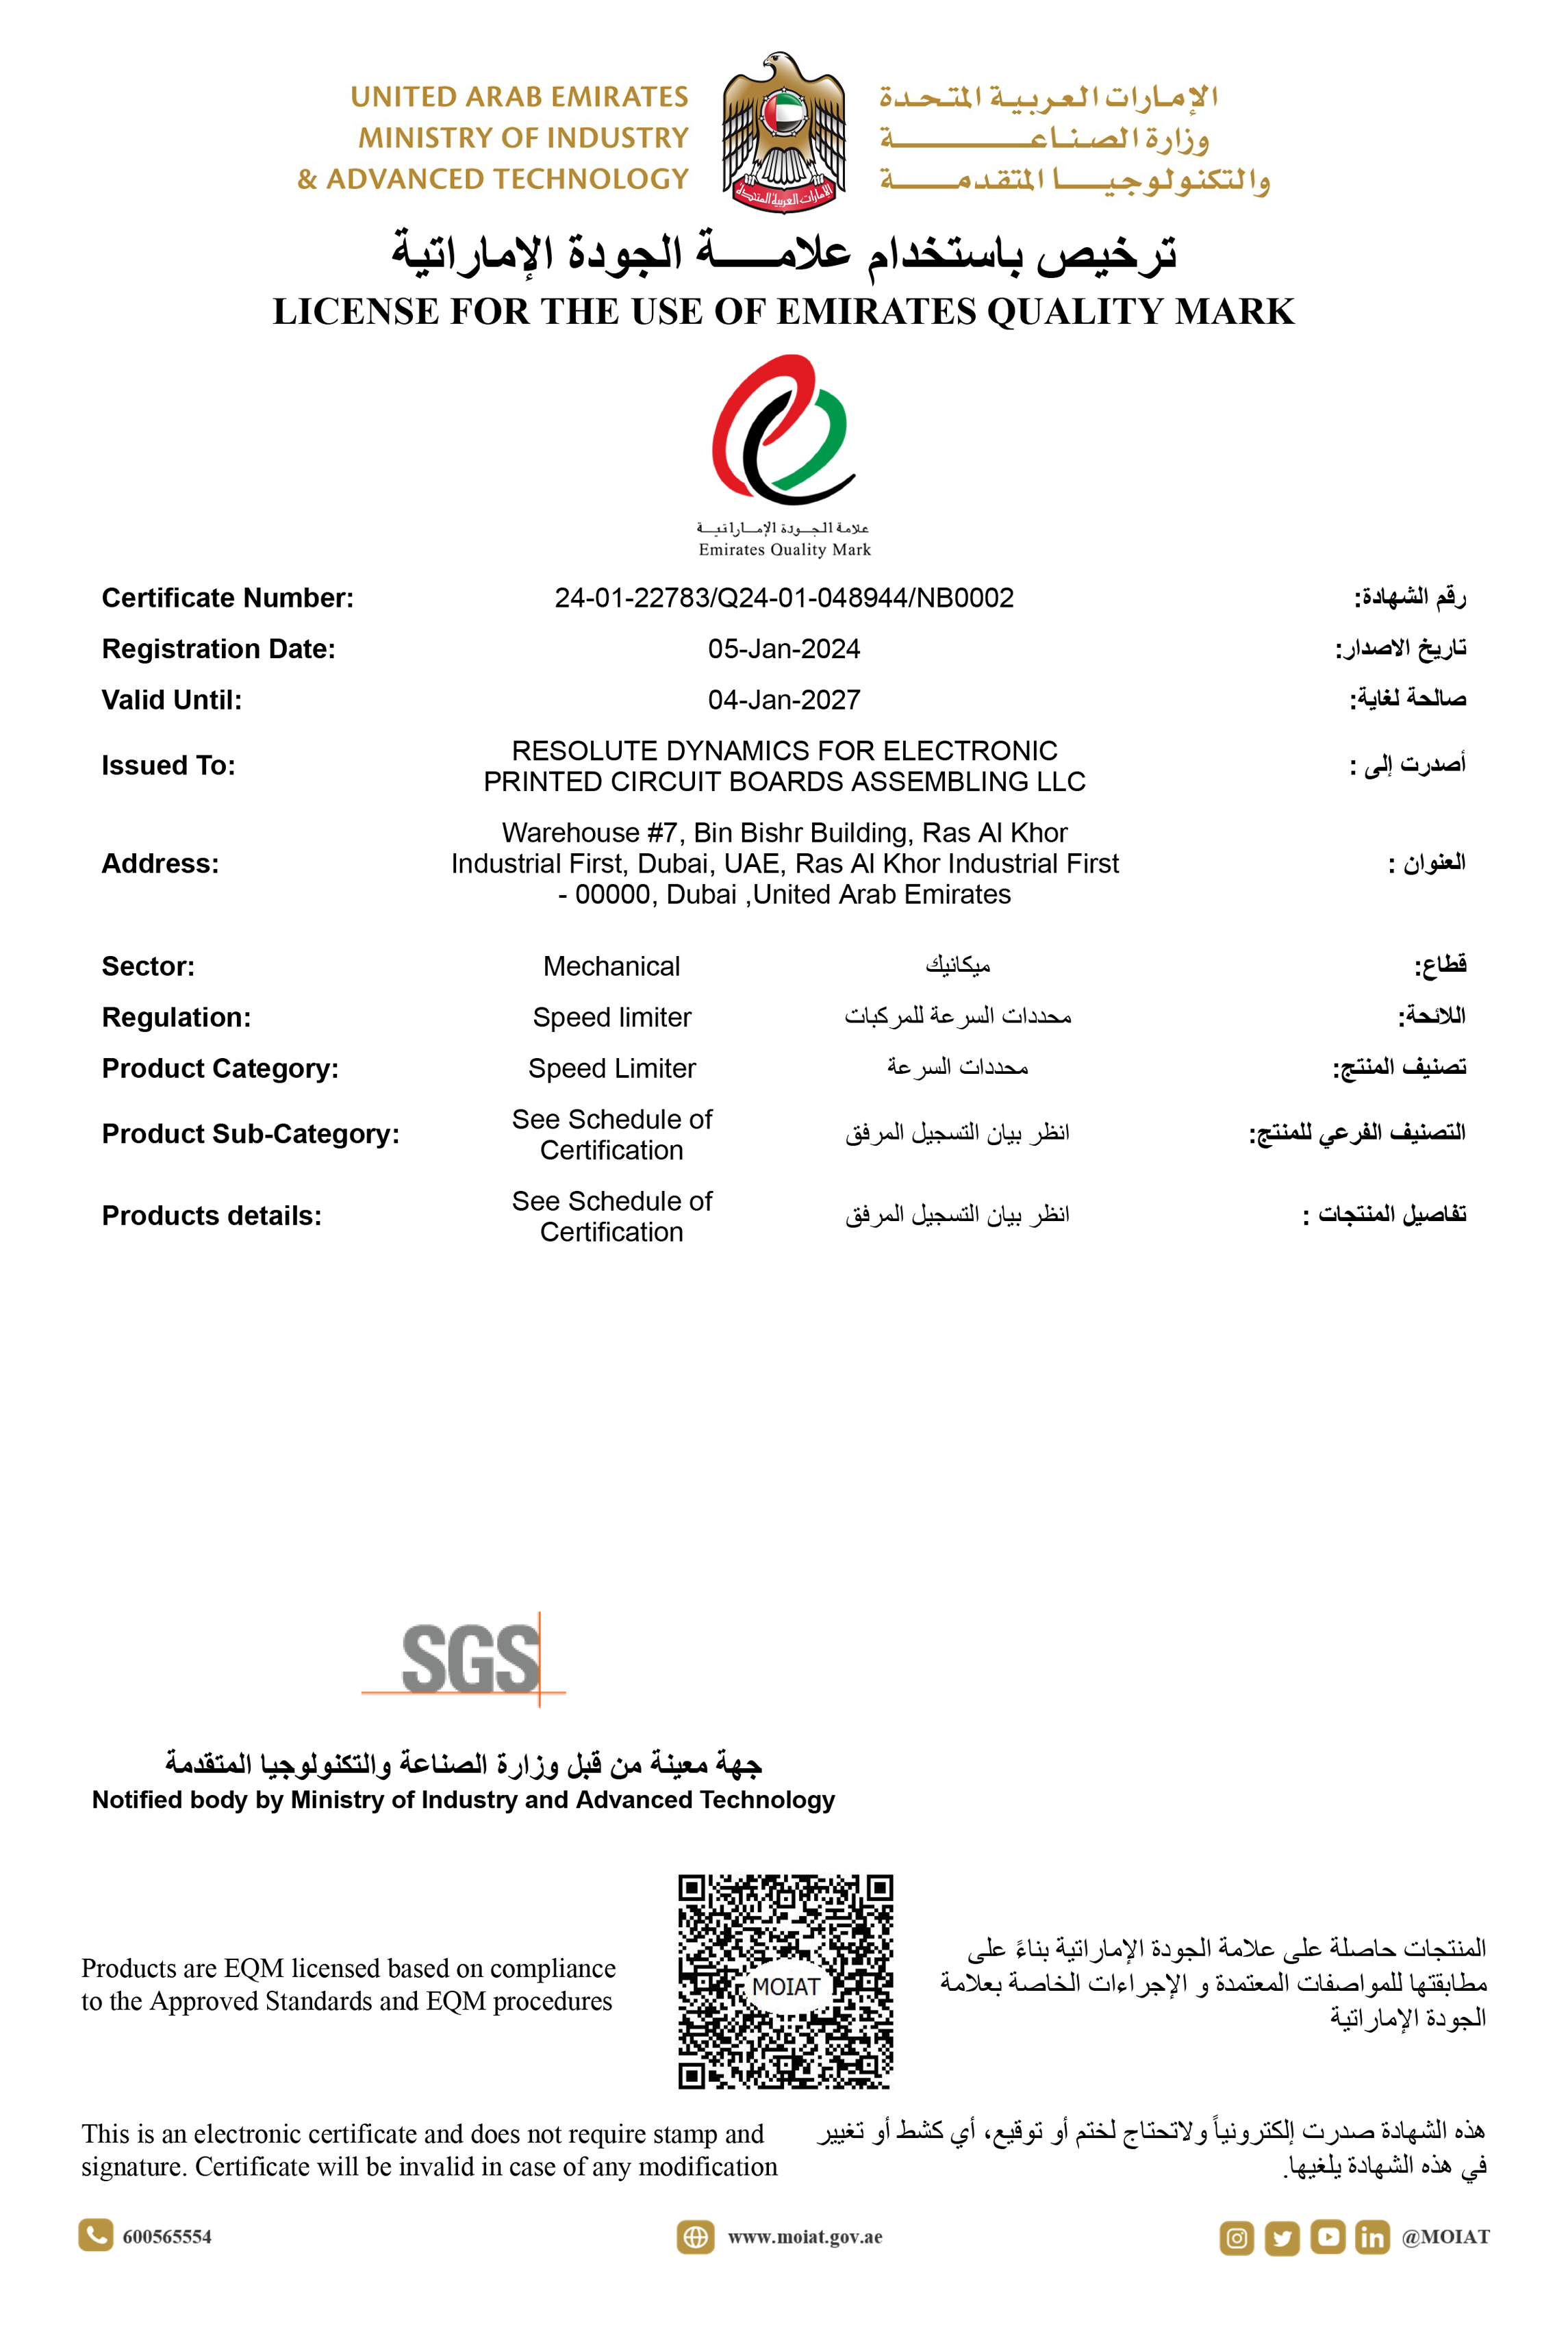 UNITED ARAB EMIRATES
MINISTRY OF INDUSTRY
& ADVANCED TECHNOLOGY
الإمارات العربية المتحدة
وزارة الصناعة
والتكنولوجيا المتقدمة
الإمارات العربية المتحدة
ترخيص باستخدام علامة الجودة الإماراتية
LICENSE FOR THE USE OF EMIRATES QUALITY MARK
علامة الجودة الإماراتية
Emirates Quality Mark
Certificate Number: 24-01-22783/Q24-01-048944/NB0002 رقم الشهادة:
Registration Date: 05-Jan-2024 تاريخ الاصدار:
Valid Until: 04-Jan-2027 صالحة لغاية:
Issued To: RESOLUTE DYNAMICS FOR ELECTRONIC أصدرت إلى :
PRINTED CIRCUIT BOARDS ASSEMBLING LLC
Warehouse #7, Bin Bishr Building, Ras Al Khor
Address: Industrial First, Dubai, UAE, Ras Al Khor Industrial First العنوان :
- 00000, Dubai ,United Arab Emirates
Sector: Mechanical ميكانيك قطاع:
Regulation: Speed limiter محددات السرعة للمركبات اللائحة:
Product Category: Speed Limiter محددات السرعة تصنيف المنتج:
Product Sub-Category: See Schedule of انظر بيان التسجيل المرفق التصنيف الفرعي للمنتج:
Certification
Products details: See Schedule of انظر بيان التسجيل المرفق تفاصيل المنتجات :
Certification
SGS
جهة معينة من قبل وزارة الصناعة والتكنولوجيا المتقدمة
Notified body by Ministry of Industry and Advanced Technology
Products are EQM licensed based on compliance
to the Approved Standards and EQM procedures
MOIAT
المنتجات حاصلة على علامة الجودة الإماراتية بناءً على
مطابقتها للمواصفات المعتمدة و الإجراءات الخاصة بعلامة
الجودة الإماراتية
This is an electronic certificate and does not require stamp and
signature. Certificate will be invalid in case of any modification
هذه الشهادة صدرت إلكترونياً ولاتحتاج لختم أو توقيع، أي كشط أو تغيير
في هذه الشهادة يلغيها.
600565554
www.moiat.gov.ae
@MOIAT